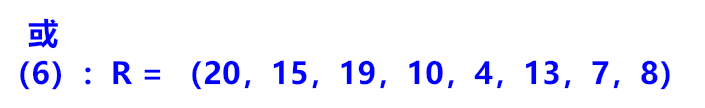 或
(6) : R = (20, 15, 19, 10, 4, 13, 7, 8)